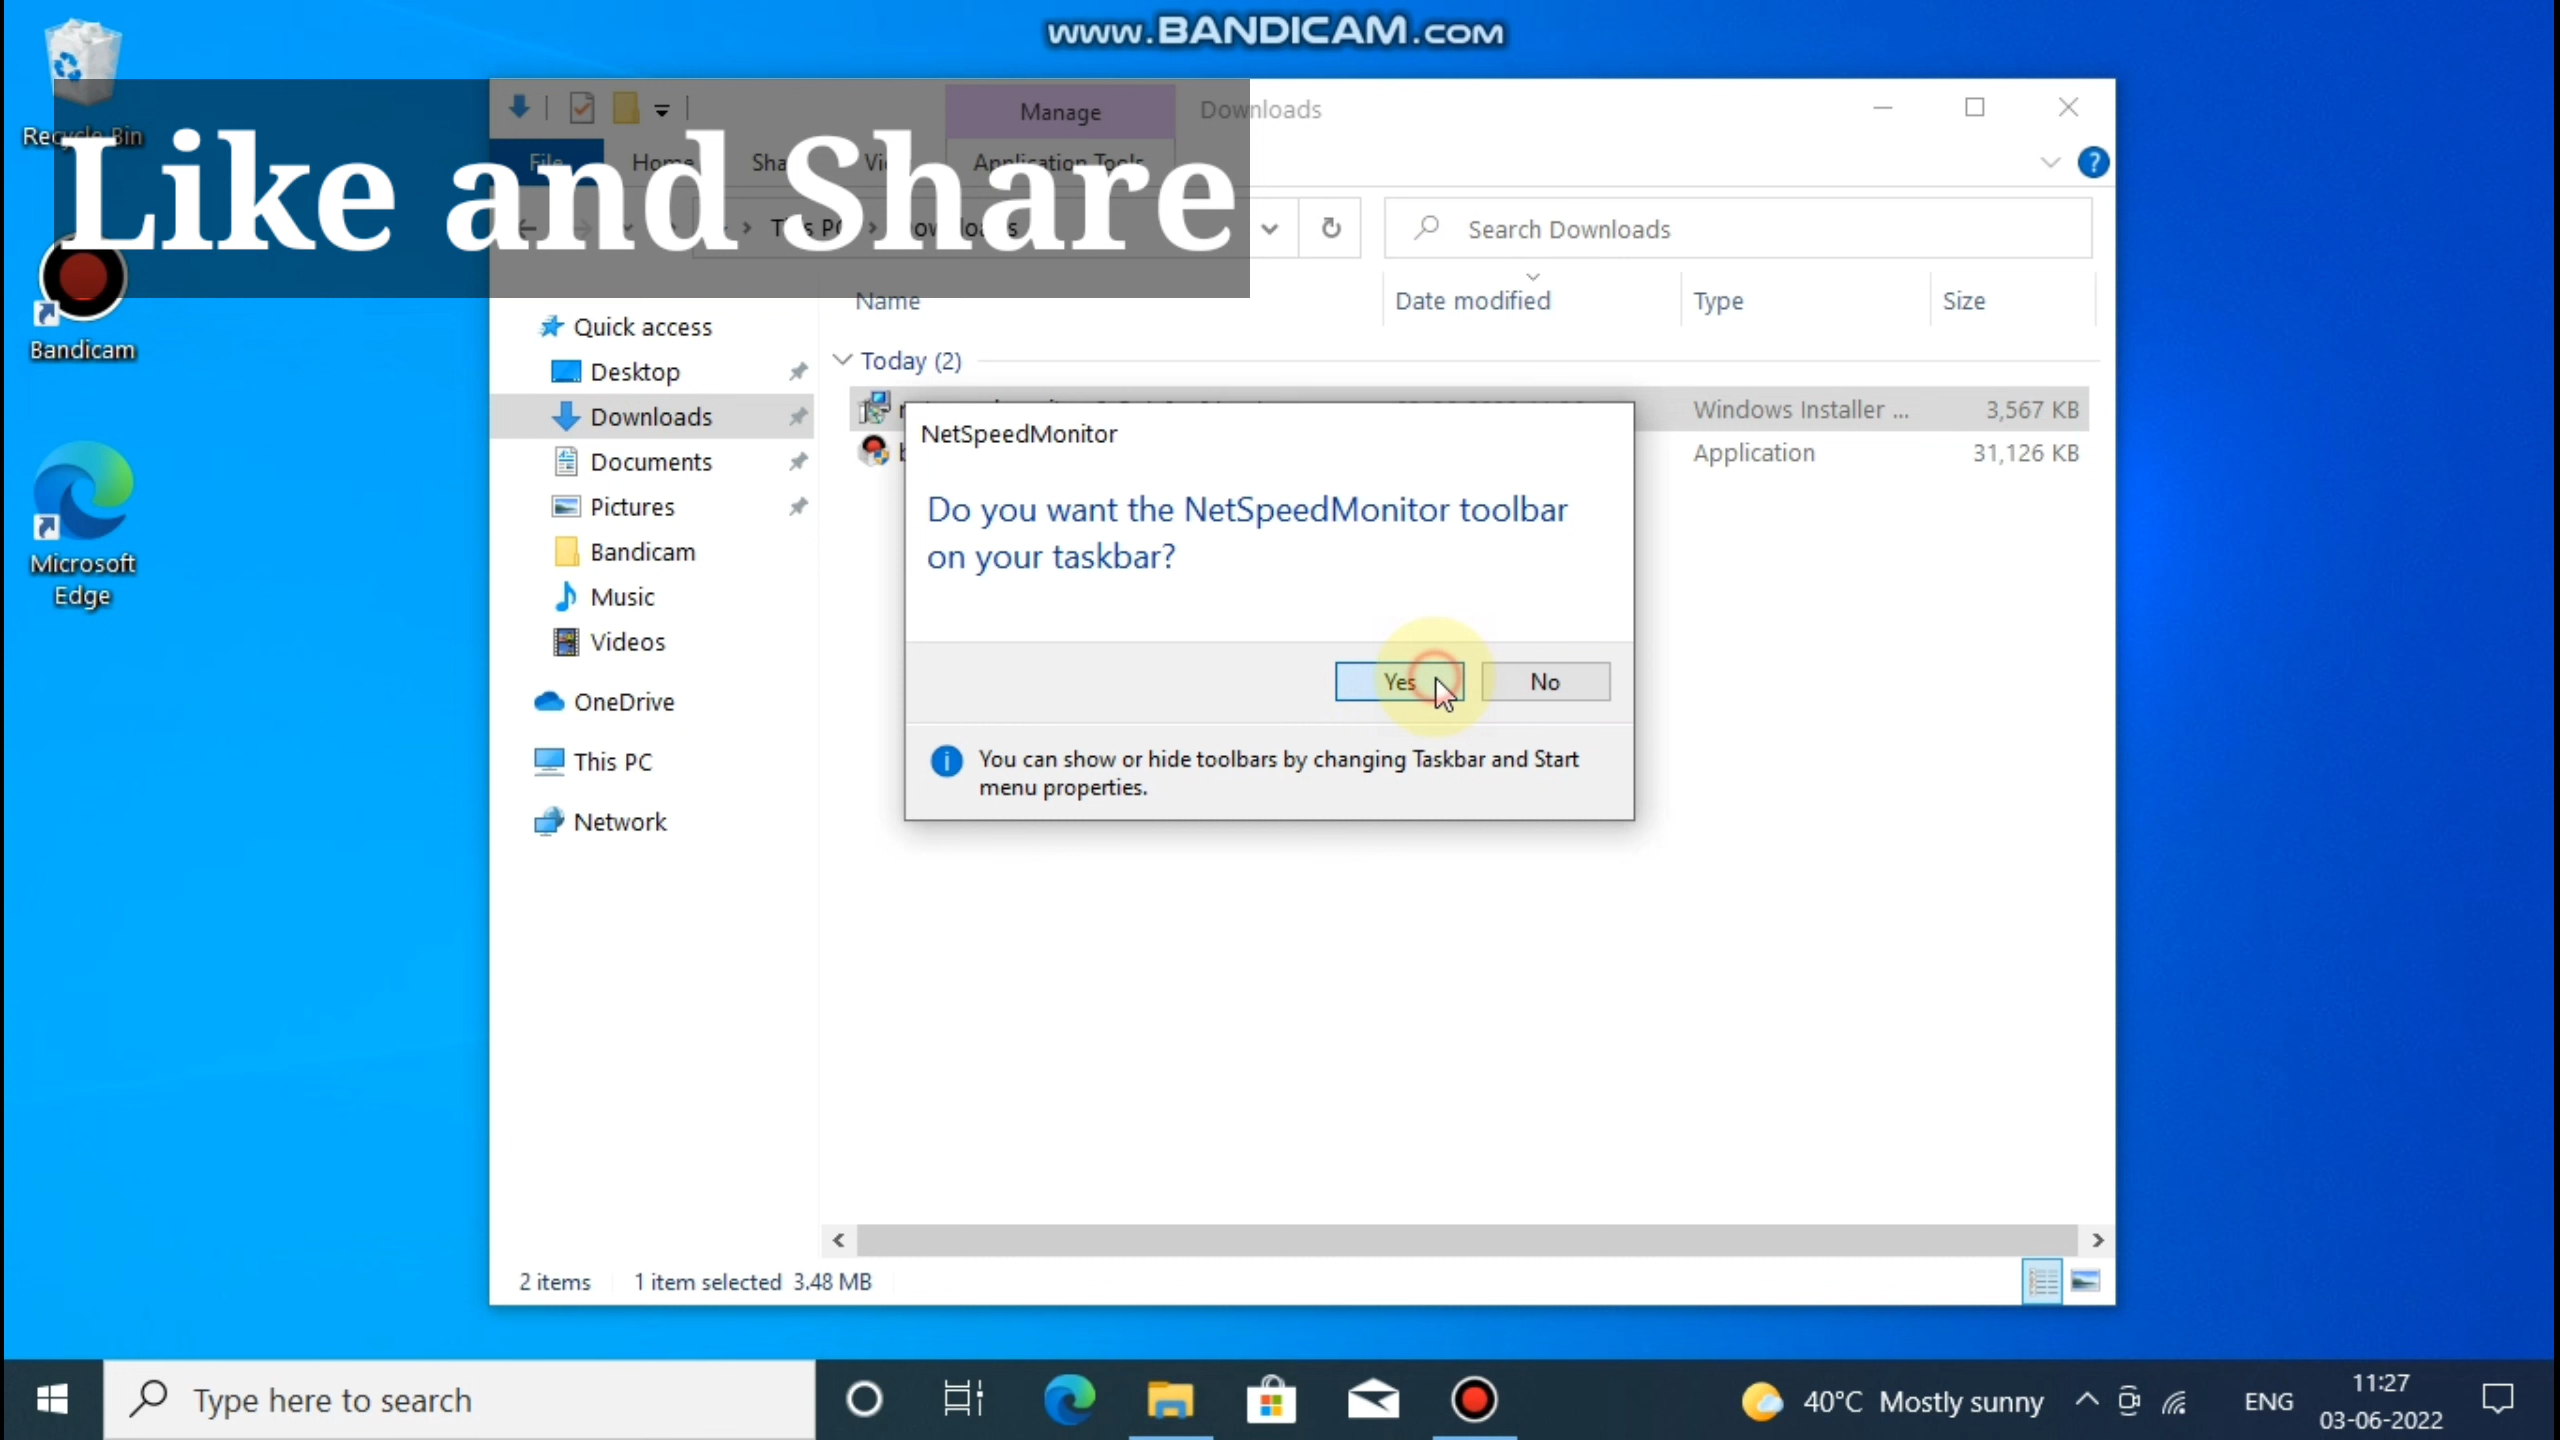 www.BANDICAM.com
Recycle Bin
Like and Share
Manage
Downloads
File
Home
Application Tools
Search Downloads
Name
Date modified
Type
Size
Bandicam
Quick access
Today (2)
Desktop
Downloads
Windows Installer ...
3,567 KB
NetSpeedMonitor
Application
31,126 KB
Documents
Pictures
Do you want the NetSpeedMonitor toolbar
on your taskbar?
Microsoft
Edge
Bandicam
Music
Videos
Yes
No
OneDrive
This PC
You can show or hide toolbars by changing Taskbar and Start
menu properties.
Network
2 items
1 item selected 3.48 MB
Type here to search
40°C Mostly sunny
ENG
11:27
03-06-2022